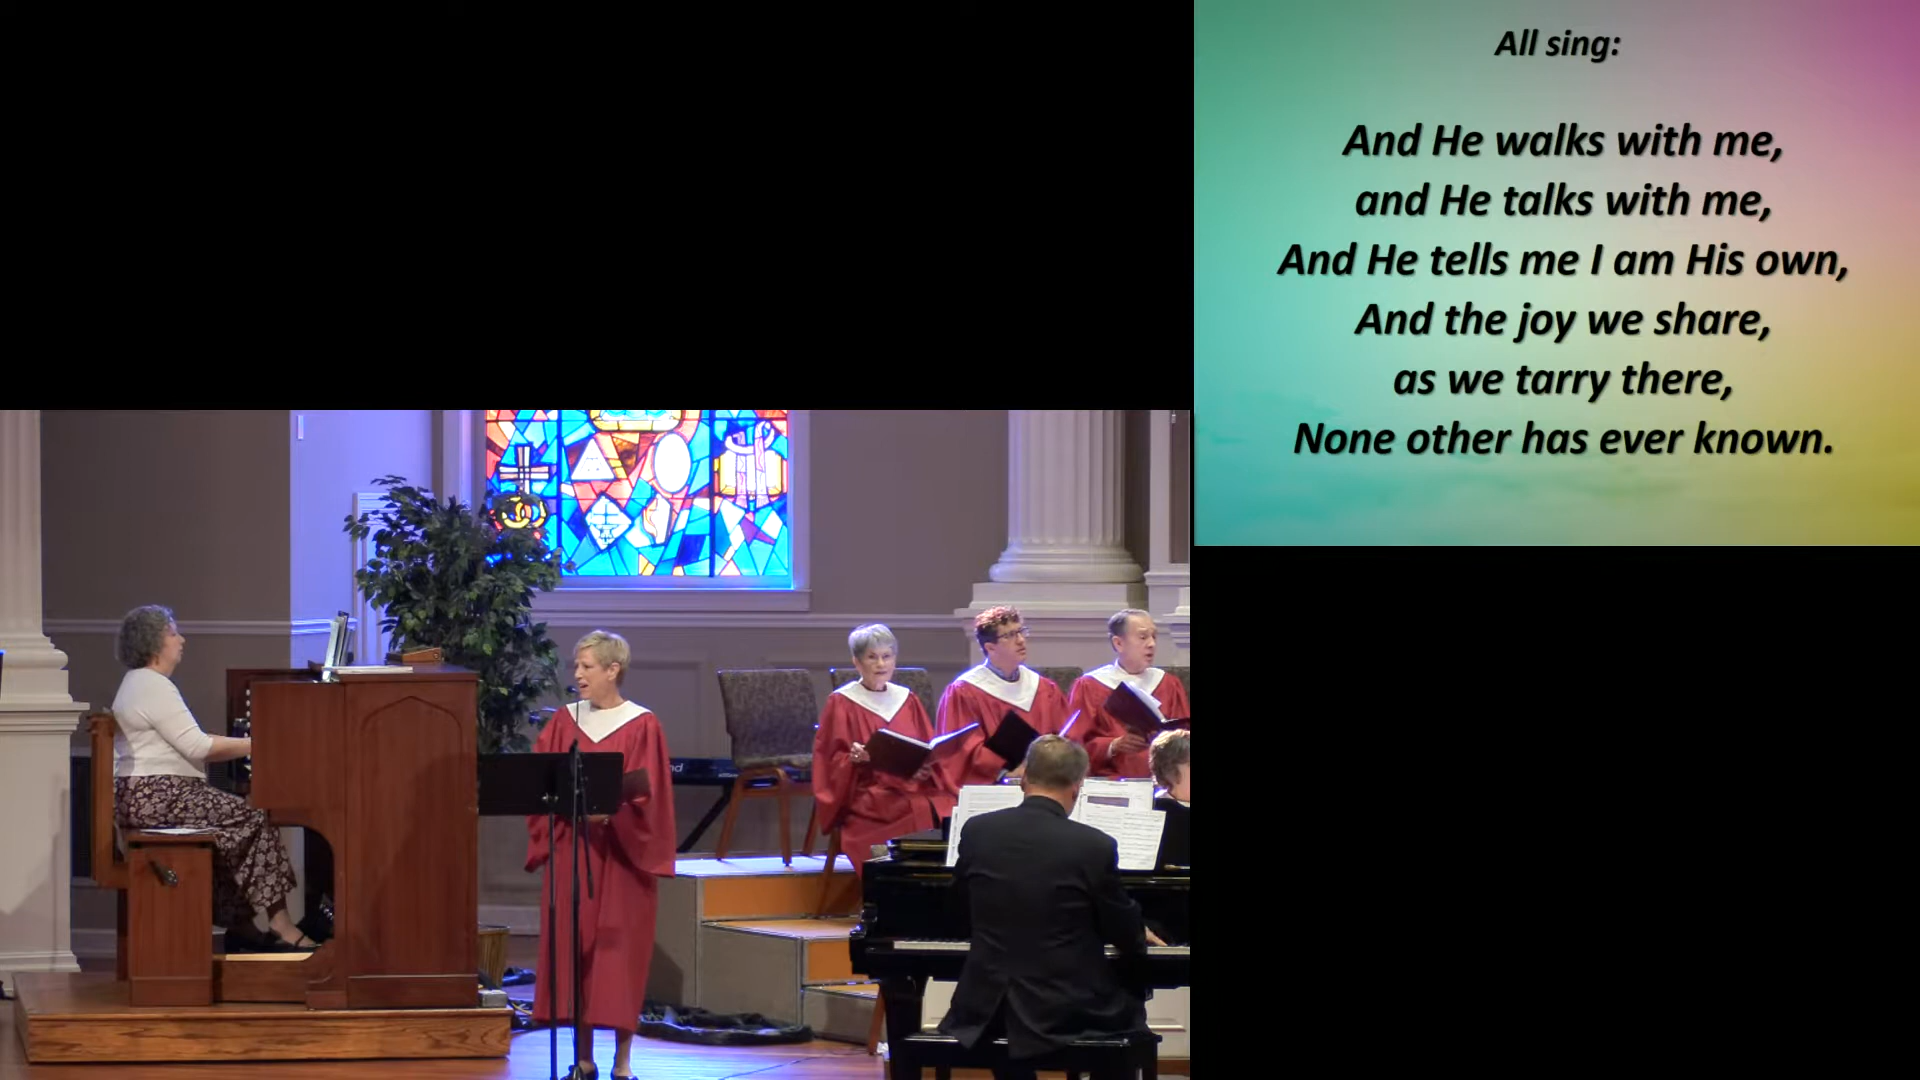 All sing:
And He walks with me,
and He talks with me,
And He tells me I am His own,
And the joy we share,
as we tarry there,
None other has ever known.